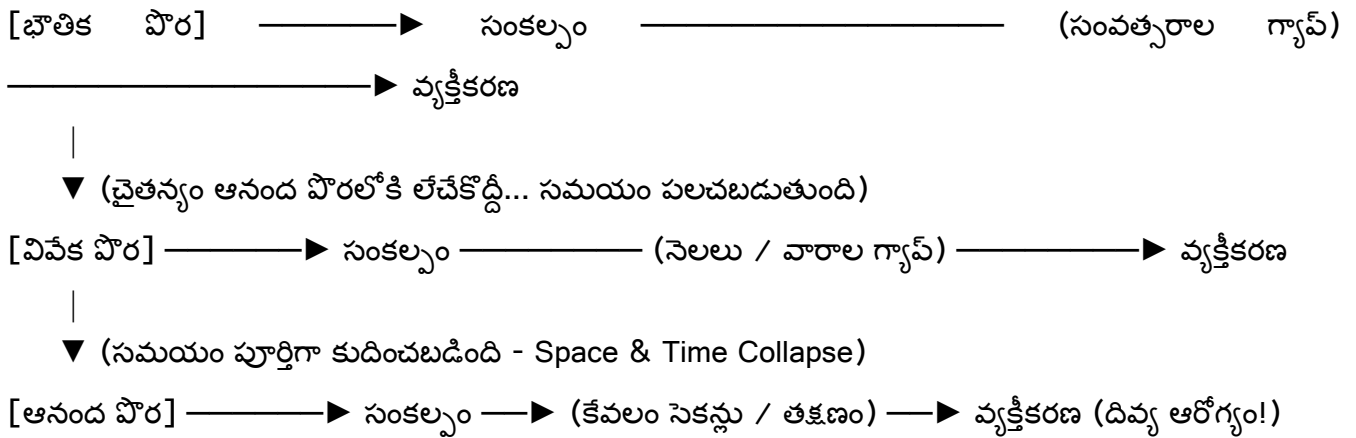 [భౌతిక పొర] ———► సంకల్పం ——————— (సంవత్సరాల గ్యాప్)
———————► వ్యక్తీకరణ
|
▼ (చైతన్యం ఆనంద పొరలోకి లేచేకొద్దీ... సమయం పలచబడుతుంది)
[వివేక పొర] ———► సంకల్పం ———— (నెలలు / వారాల గ్యాప్) ————► వ్యక్తీకరణ
|
▼ (సమయం పూర్తిగా కుదించబడింది - Space & Time Collapse)
[ఆనంద పొర] ———► సంకల్పం —► (కేవలం సెకన్లు / తక్షణం) —► వ్యక్తీకరణ (దివ్య ఆరోగ్యం!)